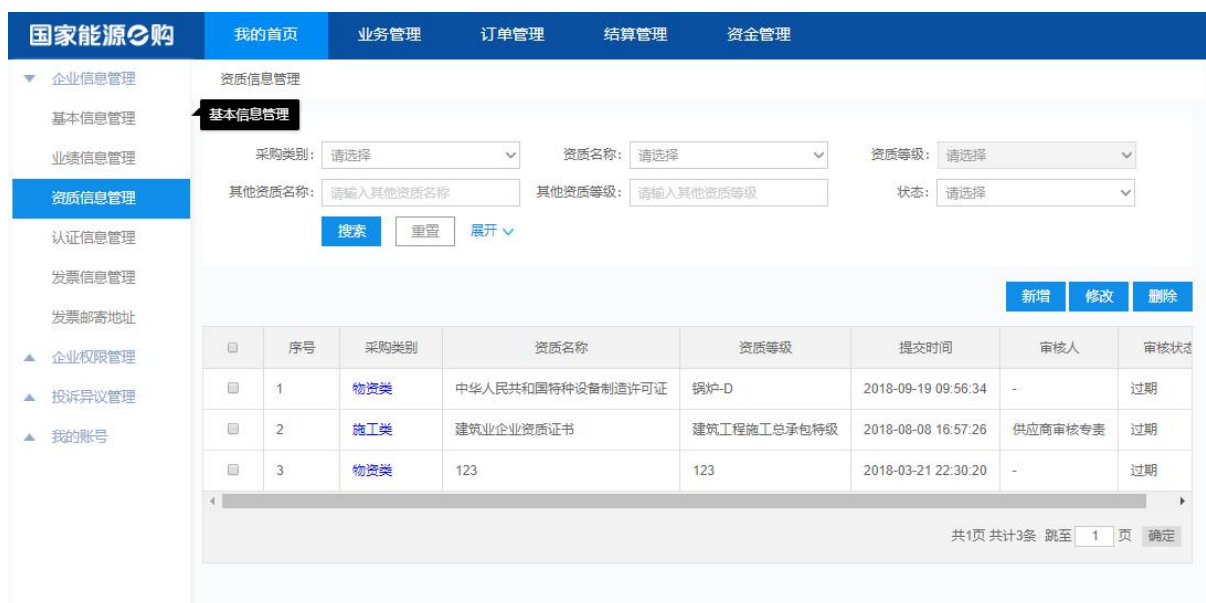 国家能源e购 我的首页 业务管理 订单管理 结算管理 资金管理
企业信息管理 资质信息管理
基本信息管理 基本信息管理
业绩信息管理 采购类别: 请选择 资质名称: 请选择 资质等级: 请选择
资质信息管理 其他资质名称: 请输入其他资质名称 其他资质等级: 请输入其他资质等级 状态: 请选择
认证信息管理 搜索 重置 展开
发票信息管理 新增 修改 删除
发票邮寄地址
企业权限管理 序号 采购类别 资质名称 资质等级 提交时间 审核人 审核状态
投诉异议管理 1 物资类 中华人民共和国特种设备制造许可证 锅炉-D 2018-09-19 09:56:34 - 过期
我的账号 2 施工类 建筑业企业资质证书 建筑工程施工总承包特级 2018-08-08 16:57:26 供应商审核专责 过期
3 物资类 123 123 2018-03-21 22:30:20 - 过期
共1页 共计3条 跳至 1 页 确定